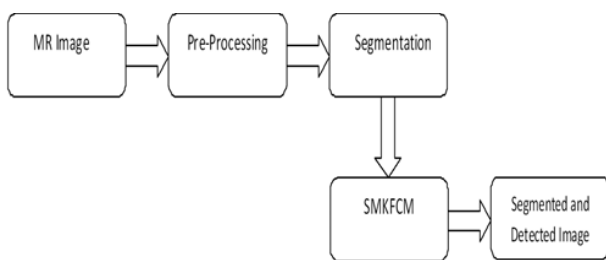 MR Image
Pre-Processing
Segmentation
SMKFCM
Segmented and
Detected Image